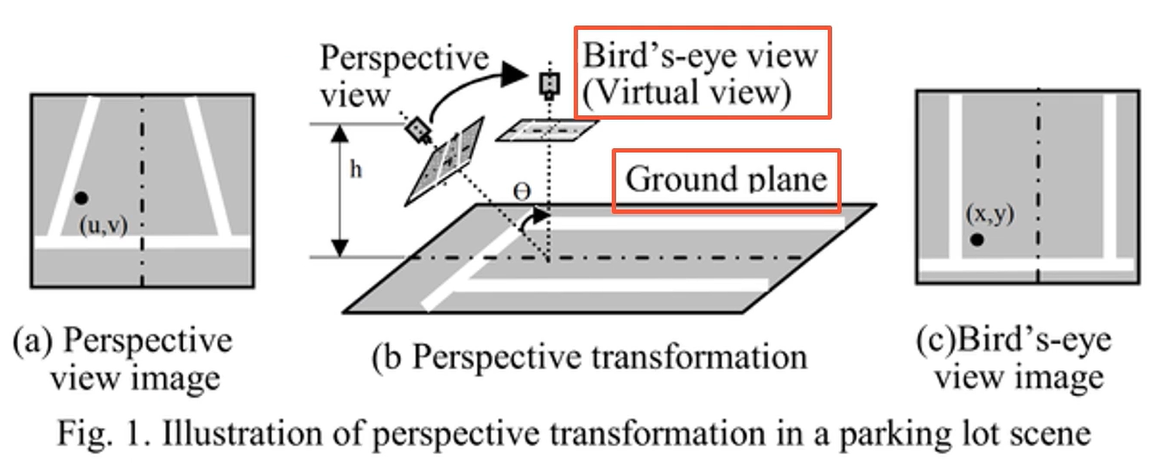 Perspective
view
Bird's-eye view
(Virtual view)
h
Θ
Ground plane
(u,v)
(x,y)
(a) Perspective
view image
(b Perspective transformation
(c)Bird's-eye
view image
Fig. 1. Illustration of perspective transformation in a parking lot scene